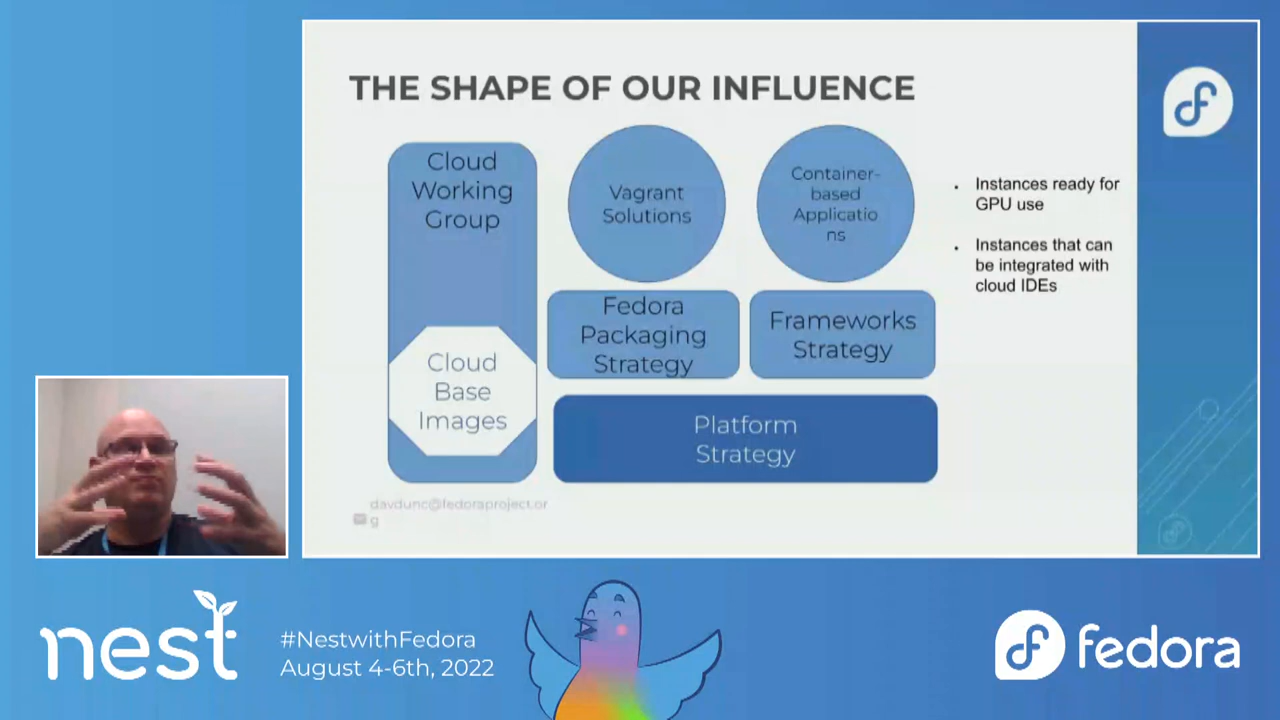 THE SHAPE OF OUR INFLUENCE
Cloud
Working
Group
Cloud
Base
Images
Vagrant
Solutions
Container-
based
Applicatio
ns
Fedora
Packaging
Strategy
Frameworks
Strategy
Platform
Strategy
• Instances ready for
GPU use
• Instances that can
be integrated with
cloud IDEs
davdunc@fedoraproject.or
g
nest
#NestwithFedora
August 4-6th, 2022
fedora